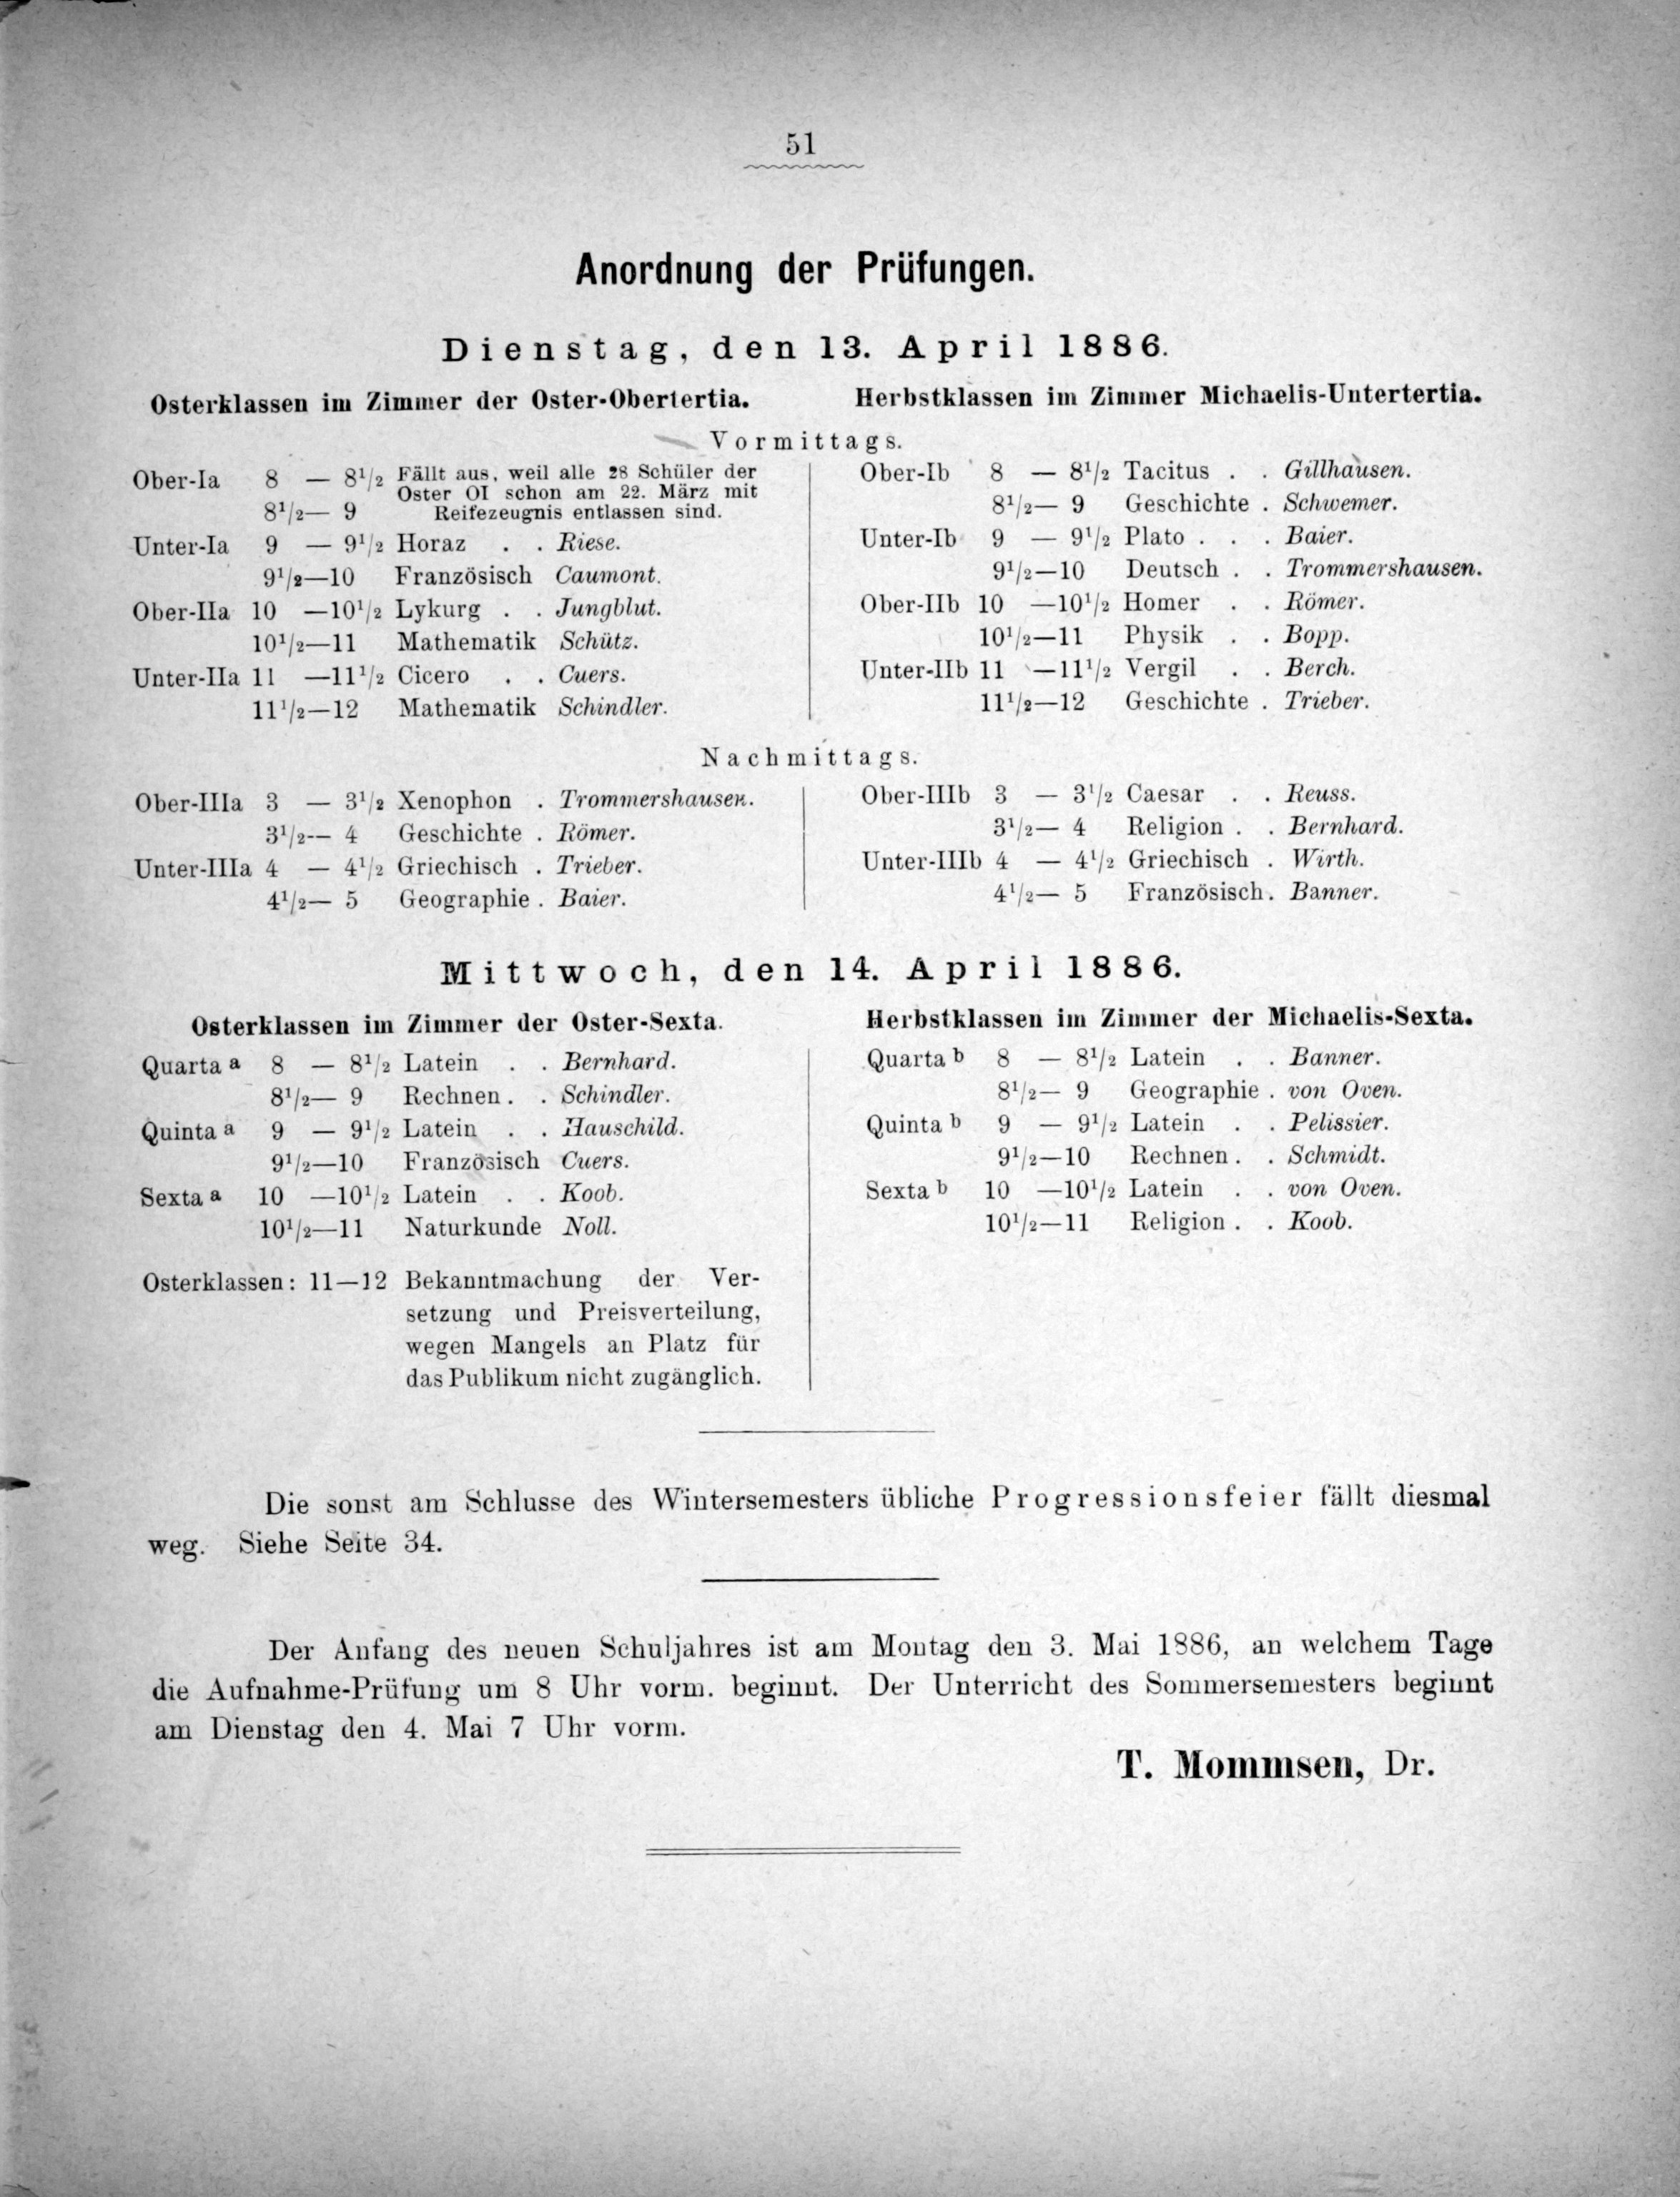 51
Anordnung der Prüfungen.
Dienstag, den 13. April 1886.
Osterklassen im Zimmer der Oster-Obertertia.
Herbstklassen im Zimmer Michaelis-Untertertia.
Vormittags.
Ober-Ia 8 — 8½ Fällt aus, weil alle 28 Schüler der
Oster OI schon am 22. März mit
8½— 9 Reifezeugnis entlassen sind.
Unter-Ia 9 — 9½ Horaz . . Riese.
9½—10 Französisch Caumont.
Ober-IIa 10 —10½ Lykurg . . Jungblut.
10½—11 Mathematik Schütz.
Unter-IIa 11 —11½ Cicero . . Cuers.
11½—12 Mathematik Schindler.
Ober-Ib 8 — 8½ Tacitus . . Gillhausen.
8½— 9 Geschichte . Schwemer.
Unter-Ib 9 — 9½ Plato . . . Baier.
9½—10 Deutsch . . Trommershausen.
Ober-IIb 10 —10½ Homer . . Römer.
10½—11 Physik . . Bopp.
Unter-IIb 11 —11½ Vergil . . Berch.
11½—12 Geschichte . Trieber.
Nachmittags.
Ober-IIIa 3 — 3½ Xenophon . Trommershausen.
3½— 4 Geschichte . Römer.
Unter-IIIa 4 — 4½ Griechisch . Trieber.
4½— 5 Geographie . Baier.
Ober-IIIb 3 — 3½ Caesar . . Reuss.
3½— 4 Religion . . Bernhard.
Unter-IIIb 4 — 4½ Griechisch . Wirth.
4½— 5 Französisch . Banner.
Mittwoch, den 14. April 1886.
Osterklassen im Zimmer der Oster-Sexta.
Herbstklassen im Zimmer der Michaelis-Sexta.
Quarta a 8 — 8½ Latein . . Bernhard.
8½— 9 Rechnen . . Schindler.
Quinta a 9 — 9½ Latein . . Hauschild.
9½—10 Französisch Cuers.
Sexta a 10 —10½ Latein . . Koob.
10½—11 Naturkunde Noll.
Osterklassen: 11—12 Bekanntmachung der Ver-
setzung und Preisverteilung,
wegen Mangels an Platz für
das Publikum nicht zugänglich.
Quarta b 8 — 8½ Latein . . Banner.
8½— 9 Geographie . von Oven.
Quinta b 9 — 9½ Latein . . Pelissier.
9½—10 Rechnen . . Schmidt.
Sexta b 10 —10½ Latein . . von Oven.
10½—11 Religion . . Koob.
Die sonst am Schlusse des Wintersemesters übliche Progressionsfeier fällt diesmal
weg. Siehe Seite 34.
Der Anfang des neuen Schuljahres ist am Montag den 3. Mai 1886, an welchem Tage
die Aufnahme-Prüfung um 8 Uhr vorm. beginnt. Der Unterricht des Sommersemesters beginnt
am Dienstag den 4. Mai 7 Uhr vorm.
T. Mommsen, Dr.